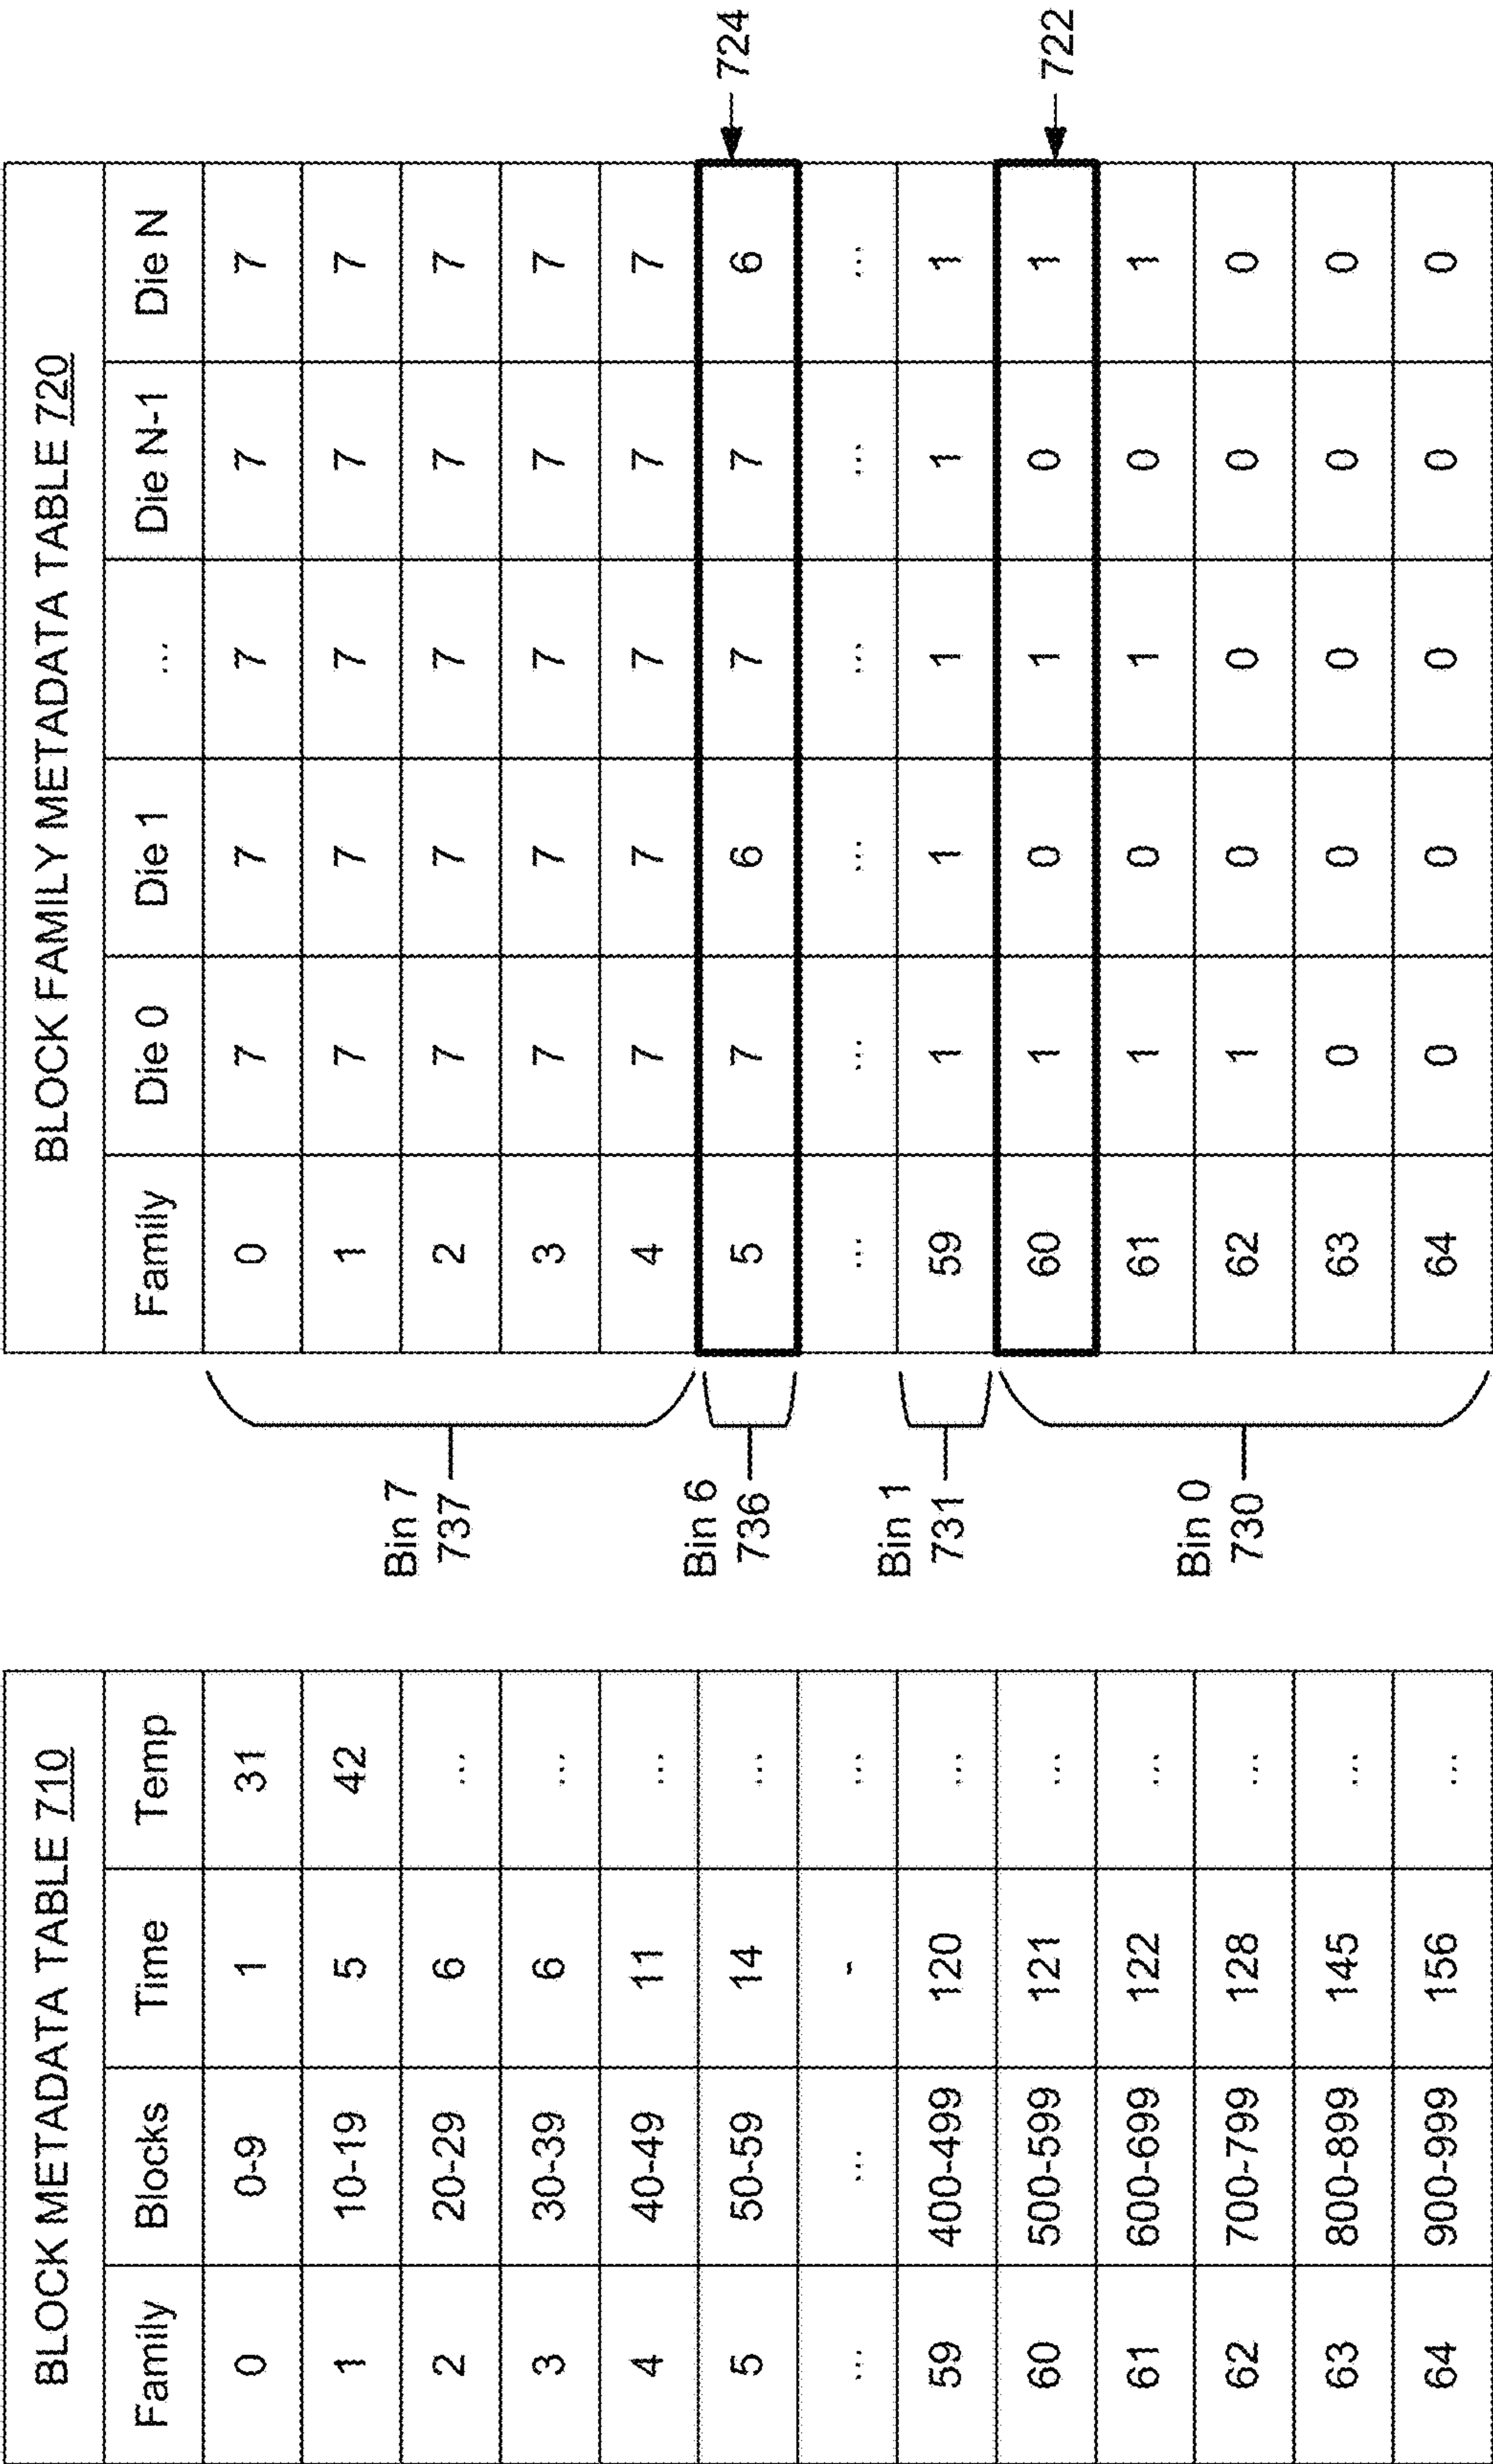 BLOCK METADATA TABLE 710
Family Blocks Time Temp
0 0-9 1 31
1 10-19 5 42
2 20-29 6 ...
3 30-39 6 ...
4 40-49 11 ...
5 50-59 14 ...
... ... - ...
59 400-499 120 ...
60 500-599 121 ...
61 600-699 122 ...
62 700-799 128 ...
63 800-899 145 ...
64 900-999 156 ...
Bin 7
737
Bin 6
736
Bin 1
731
Bin 0
730
BLOCK FAMILY METADATA TABLE 720
Family Die 0 Die 1 ... Die N-1 Die N
0 7 7 7 7 7
1 7 7 7 7 7
2 7 7 7 7 7
3 7 7 7 7 7
4 7 7 7 7 7
5 7 6 7 7 6
... ... ... ... ... ...
59 1 1 1 1 1
60 1 0 1 0 1
61 1 0 1 0 1
62 1 0 0 0 0
63 0 0 0 0 0
64 0 0 0 0 0
724
722